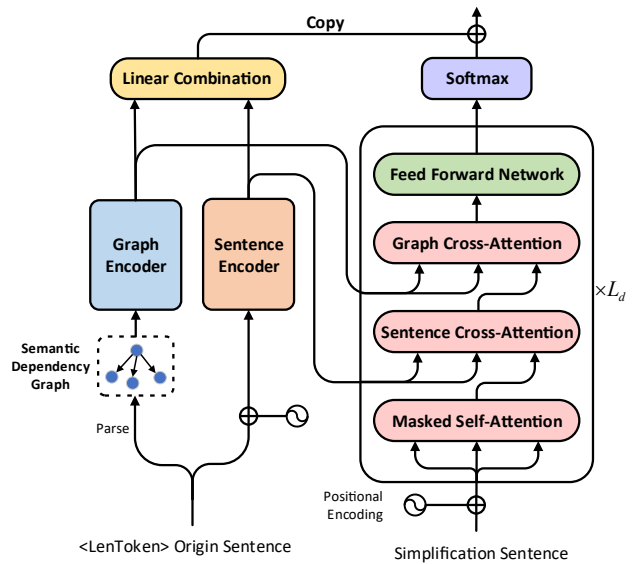 Copy
Linear Combination
Softmax
Feed Forward Network
Graph
Encoder
Sentence
Encoder
Graph Cross-Attention
×L_d
Sentence Cross-Attention
Semantic
Dependency
Graph
Masked Self-Attention
Parse
Positional
Encoding
<LenToken> Origin Sentence
Simplification Sentence